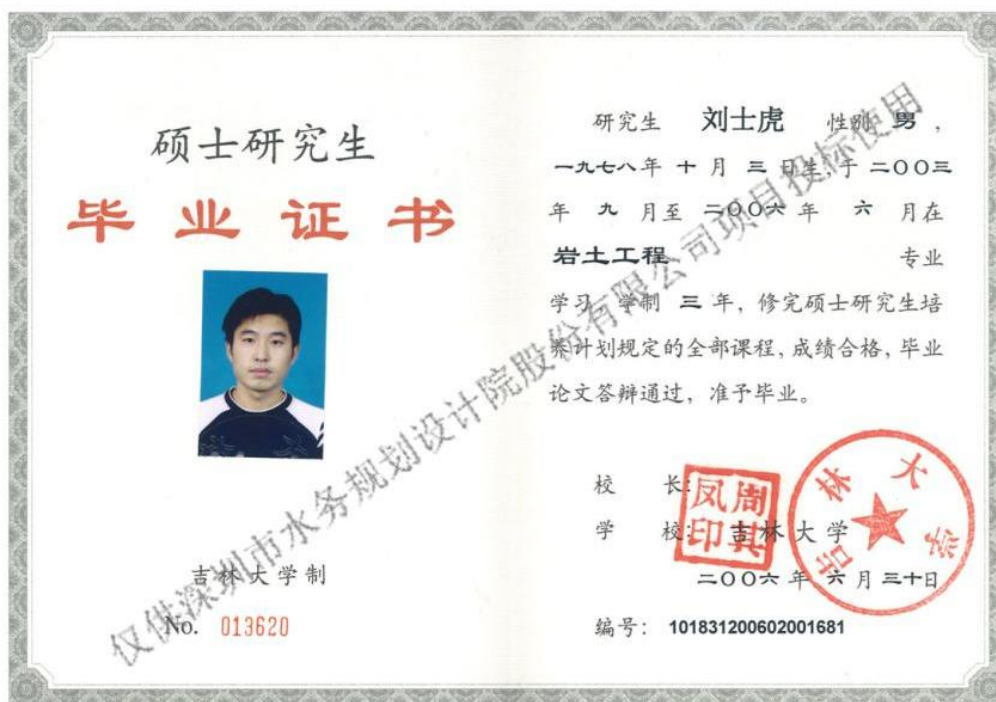 硕士研究生
毕业证书
吉林大学制
No. 013620
研究生 刘士虎 性别 男，
一九七八年 十 月 三 日生，于 二〇〇三
年 九 月至 二〇〇六 年 六 月在
岩土工程 专业
学习，学制 三 年，修完硕士研究生培
养计划规定的全部课程，成绩合格，毕业
论文答辩通过，准予毕业。
校 长：
周其凤印
学 校：吉林大学
吉林大学
二〇〇六 年 六 月 三十日
编号： 101831200602001681
仅供深圳市水务规划设计院股份有限公司项目投标使用